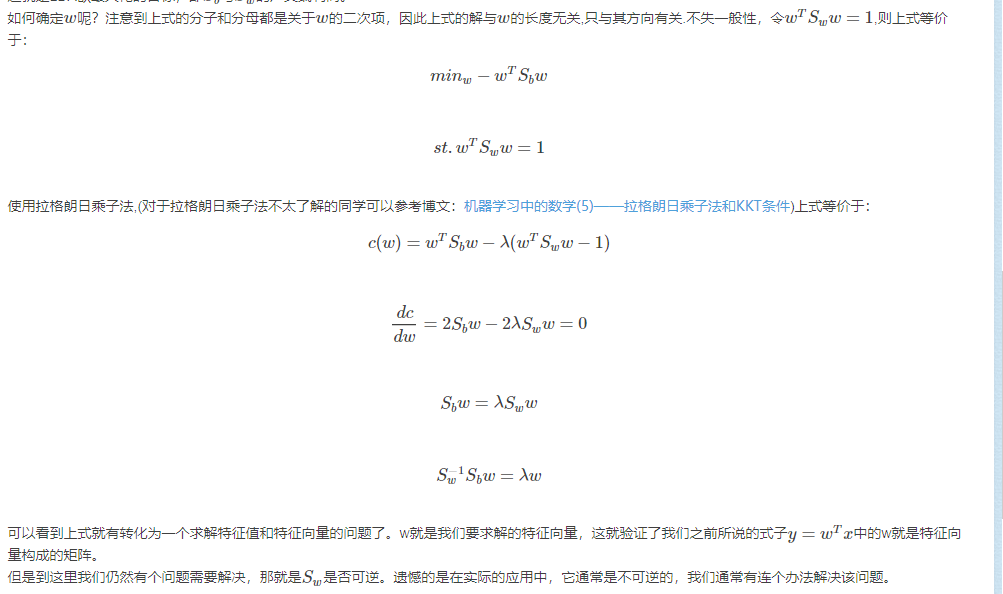 如何确定w呢？注意到上式的分子和分母都是关于w的二次项，因此上式的解与w的长度无关,只与其方向有关.不失一般性，令w^T S_w w = 1,则上式等价
于：
min_w − w^T S_b w
st. w^T S_w w = 1
使用拉格朗日乘子法,(对于拉格朗日乘子法不太了解的同学可以参考博文：机器学习中的数学(5)——拉格朗日乘子法和KKT条件)上式等价于：
c(w) = w^T S_b w − λ(w^T S_w w − 1)
dc/dw = 2S_b w − 2λS_w w = 0
S_b w = λS_w w
S_w^{-1} S_b w = λw
可以看到上式就有转化为一个求解特征值和特征向量的问题了。w就是我们要求解的特征向量，这就验证了我们之前所说的式子y = w^T x中的w就是特征向
量构成的矩阵。
但是到这里我们仍然有个问题需要解决，那就是S_w是否可逆。遗憾的是在实际的应用中，它通常是不可逆的，我们通常有连个办法解决该问题。